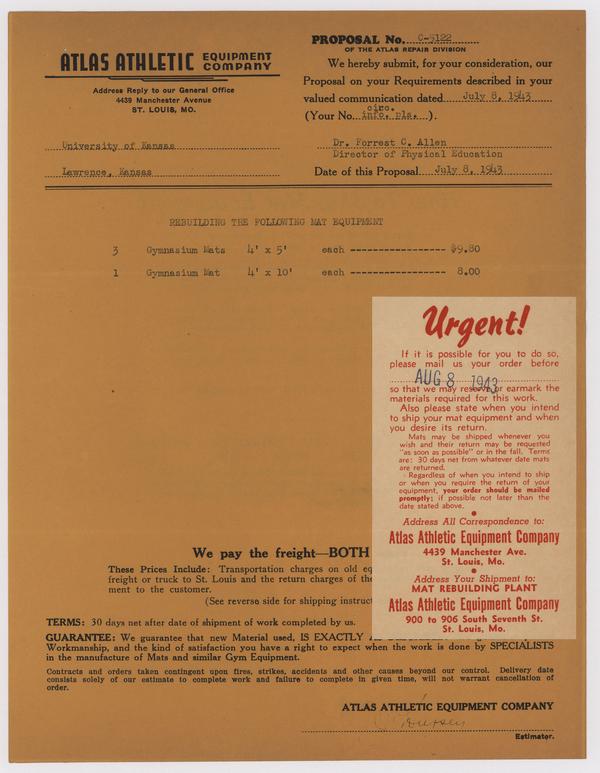 ATLAS ATHLETIC EQUIPMENT COMPANY
Address Reply to our General Office
4439 Manchester Avenue
ST. LOUIS, MO.
PROPOSAL No. C-5122
OF THE ATLAS REPAIR DIVISION
We hereby submit, for your consideration, our
Proposal on your Requirements described in your
valued communication dated July 8, 1943
circ.
(Your No. info. pls. ).
University of Kansas
Lawrence, Kansas
Dr. Forrest C. Allen
Director of Physical Education
Date of this Proposal July 8, 1943
REBUILDING THE FOLLOWING MAT EQUIPMENT
3 Gymnasium Mats 4' x 5' each ----------------- $9.80
1 Gymnasium Mat 4' x 10' each ----------------- 8.00
Urgent!
If it is possible for you to do so,
please mail us your order before
AUG 8 1943
so that we may reserve or earmark the
materials required for this work.
Also please state when you intend
to ship your mat equipment and when
you desire its return.
Mats may be shipped whenever you
wish and their return may be requested
"as soon as possible" or in the fall. Terms
are: 30 days net from whatever date mats
are returned.
Regardless of when you intend to ship
or when you require the return of your
equipment, your order should be mailed
promptly; if possible not later than the
date stated above.
Address All Correspondence to:
Atlas Athletic Equipment Company
4439 Manchester Ave.
St. Louis, Mo.
Address Your Shipment to:
MAT REBUILDING PLANT
Atlas Athletic Equipment Company
900 to 906 South Seventh St.
St. Louis, Mo.
We pay the freight—BOTH
These Prices Include: Transportation charges on old eq
freight or truck to St. Louis and the return charges of the
ment to the customer.
(See reverse side for shipping instruct
TERMS: 30 days net after date of shipment of work completed by us.
GUARANTEE: We guarantee that new Material used, IS EXACTLY
Workmanship, and the kind of satisfaction you have a right to expect when the work is done by SPECIALISTS
in the manufacture of Mats and similar Gym Equipment.
Contracts and orders taken contingent upon fires, strikes, accidents and other causes beyond our control. Delivery date
consists solely of our estimate to complete work and failure to complete in given time, will not warrant cancellation of
order.
ATLAS ATHLETIC EQUIPMENT COMPANY
Estimator.